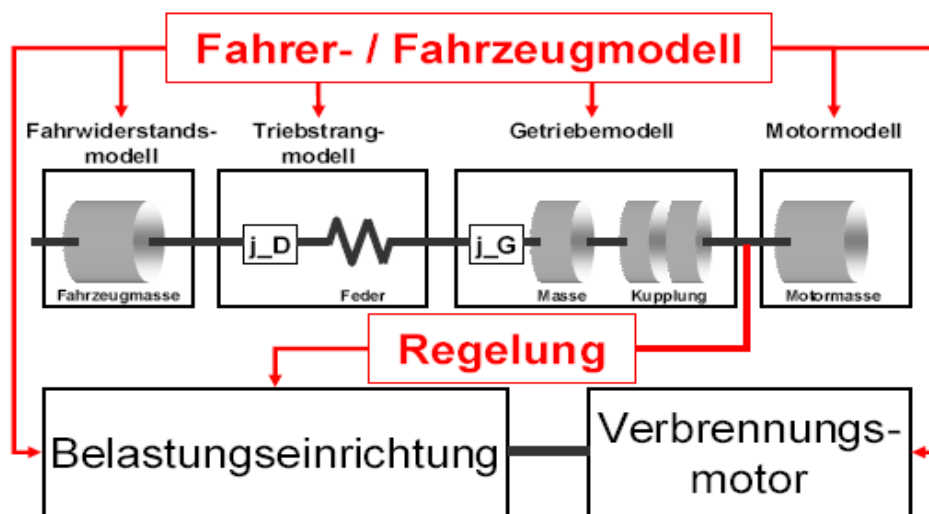 Fahrer- / Fahrzeugmodell
Fahrwiderstands-
modell
Triebstrang-
modell
Getriebemodell
Motormodell
j_D
j_G
Fahrzeugmasse
Feder
Masse
Kupplung
Motormasse
Regelung
Belastungseinrichtung
Verbrennungs-
motor